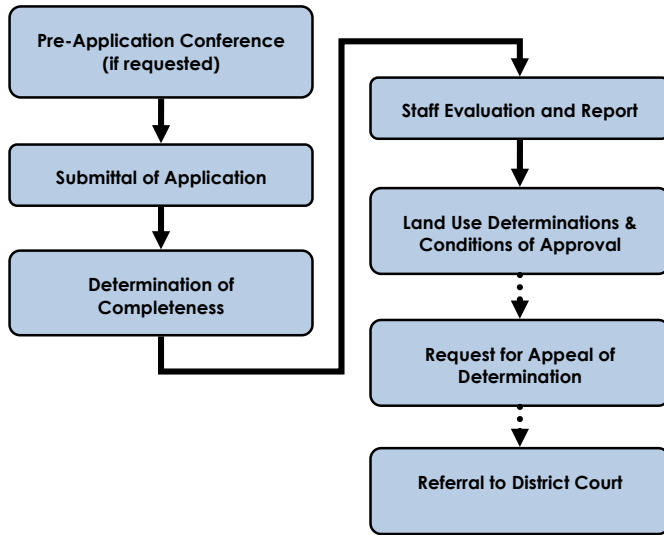 Pre-Application Conference
(if requested)
Submittal of Application
Determination of
Completeness
Staff Evaluation and Report
Land Use Determinations &
Conditions of Approval
Request for Appeal of
Determination
Referral to District Court